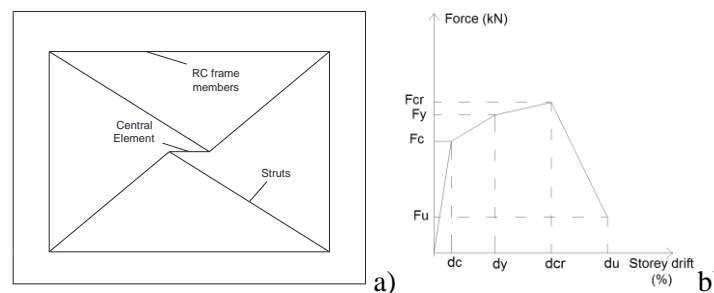 RC frame
members
Central
Element
Struts
a)
Force (kN)
Fcr
Fy
Fc
Fu
dc dy dcr du Storey drift
(%)
b